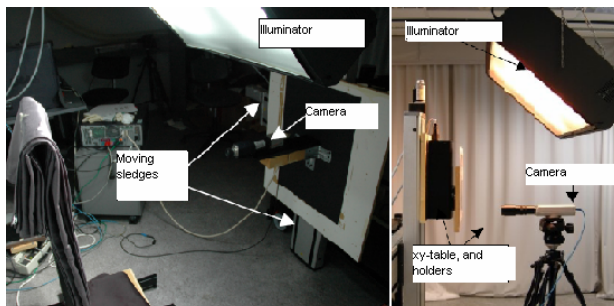 Illuminator
Camera
Moving
sledges
Illuminator
Camera
xy-table, and
holders